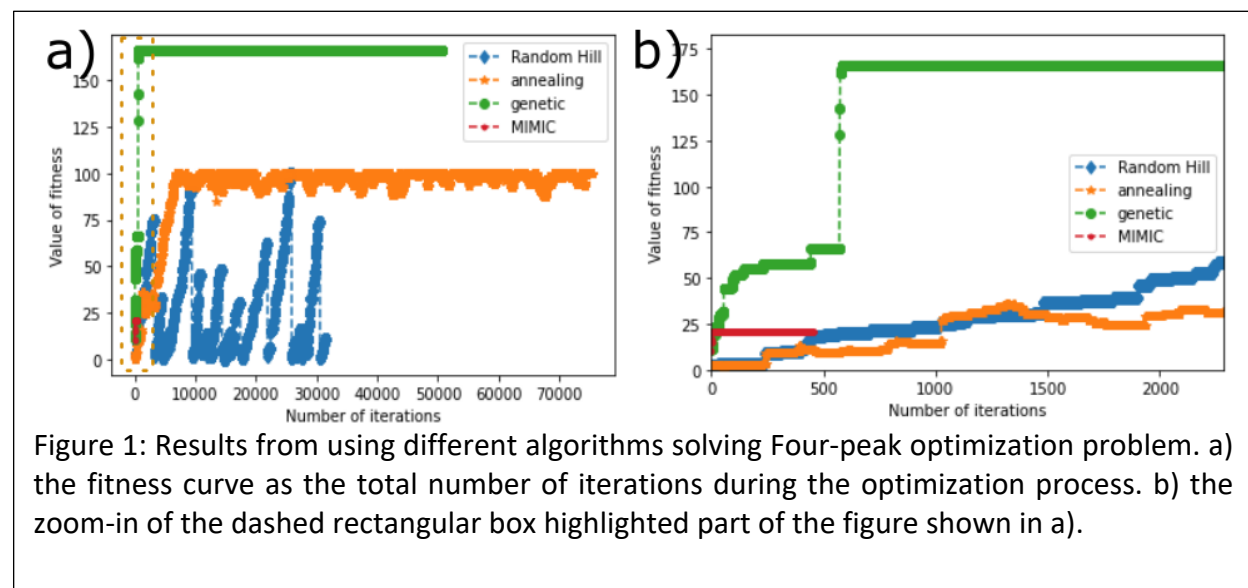 a)
Value of fitness
150
125
100
75
50
25
0
Random Hill
annealing
genetic
MIMIC
0 10000 20000 30000 40000 50000 60000 70000
Number of iterations
b)
Value of fitness
175
150
125
100
75
50
25
0
Random Hill
annealing
genetic
MIMIC
0 500 1000 1500 2000
Number of iterations
Figure 1: Results from using different algorithms solving Four-peak optimization problem. a)
the fitness curve as the total number of iterations during the optimization process. b) the
zoom-in of the dashed rectangular box highlighted part of the figure shown in a).